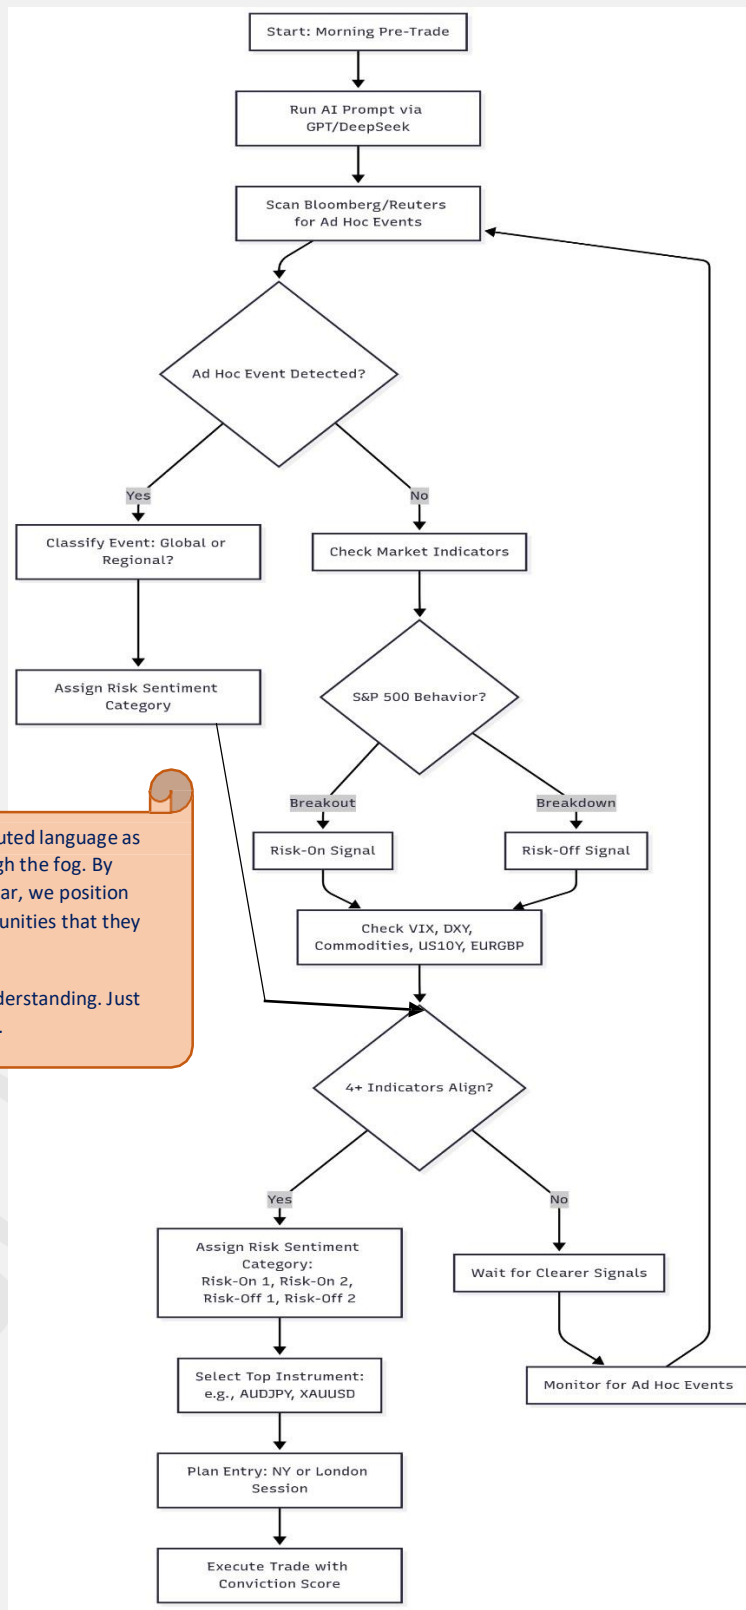 Start: Morning Pre-Trade
Run AI Prompt via
GPT/DeepSeek
Scan Bloomberg/Reuters
for Ad Hoc Events
Ad Hoc Event Detected?
Yes
No
Classify Event: Global or
Regional?
Check Market Indicators
Assign Risk Sentiment
Category
S&P 500 Behavior?
Breakout
Breakdown
Risk-On Signal
Risk-Off Signal
uted language as
gh the fog. By
ar, we position
unities that they
derstanding. Just
.
Check VIX, DXY,
Commodities, US10Y, EURGBP
4+ Indicators Align?
Yes
No
Assign Risk Sentiment
Category:
Risk-On 1, Risk-On 2,
Risk-Off 1, Risk-Off 2
Wait for Clearer Signals
Select Top Instrument:
e.g., AUDJPY, XAUUSD
Monitor for Ad Hoc Events
Plan Entry: NY or London
Session
Execute Trade with
Conviction Score